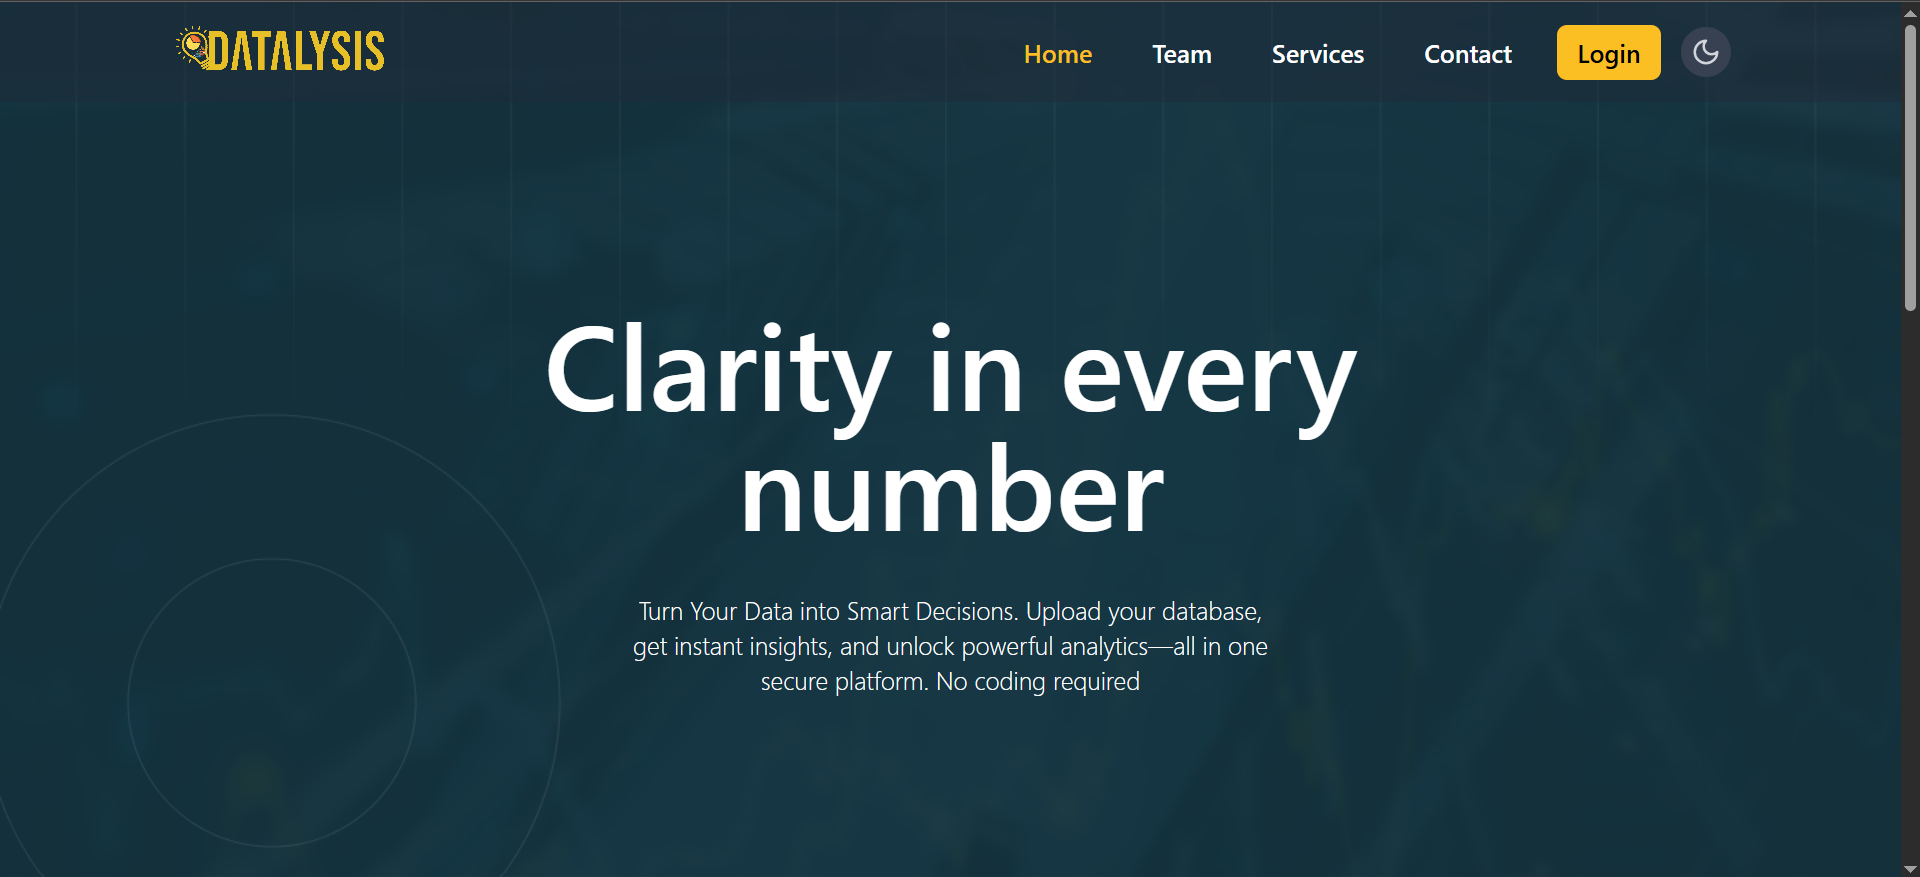 DATALYSIS
Home
Team
Services
Contact
Login
Clarity in every
number
Turn Your Data into Smart Decisions. Upload your database,
get instant insights, and unlock powerful analytics—all in one
secure platform. No coding required